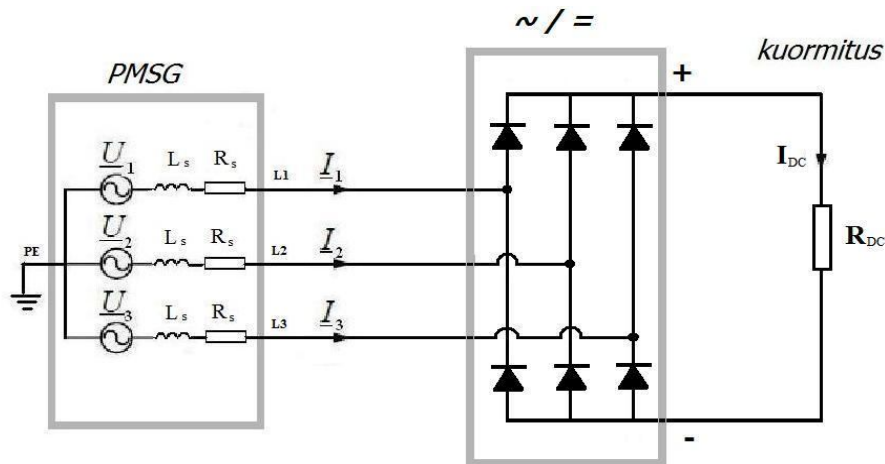 ~ / =
PMSG
kuormitus
+
U1
Ls
Rs
L1
I1
IDC
U2
Ls
Rs
L2
I2
RDC
PE
U3
Ls
Rs
L3
I3
-